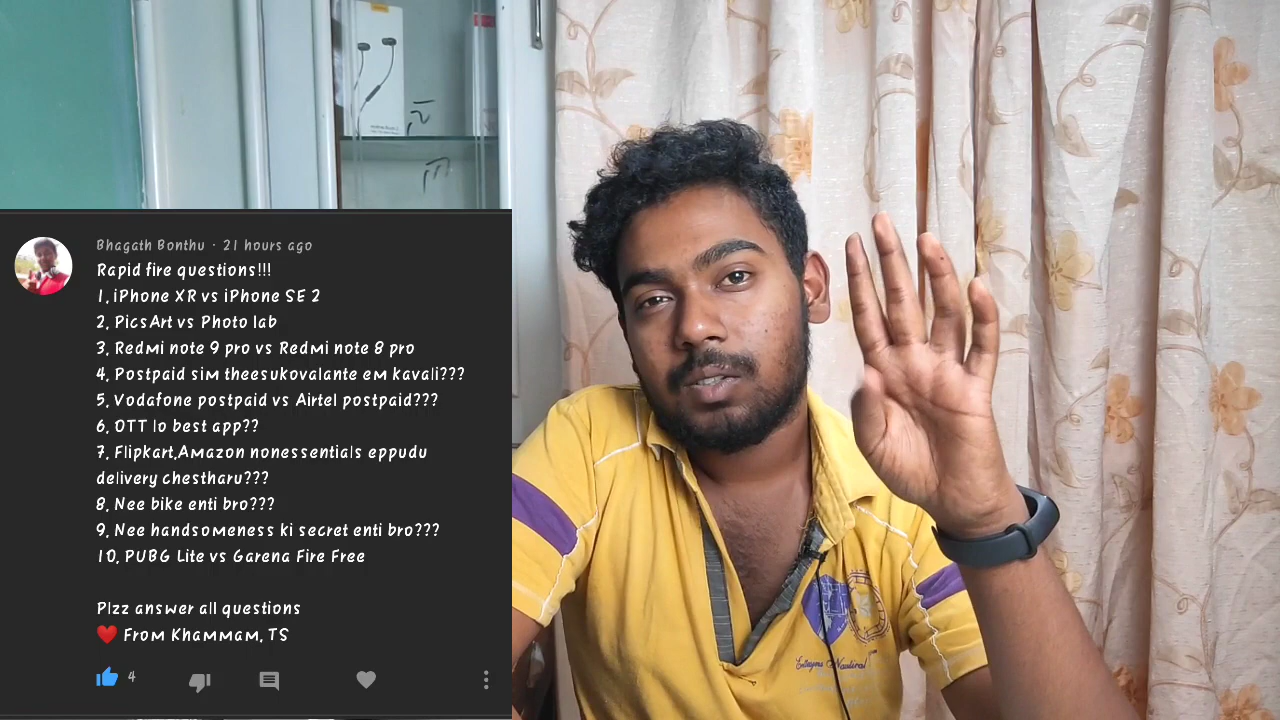 Bhagath Bonthu · 21 hours ago
Rapid fire questions!!!
1, iPhone XR vs iPhone SE 2
2, PicsArt vs Photo lab
3, Redmi note 9 pro vs Redmi note 8 pro
4, Postpaid sim theesukovalante em kavali???
5, Vodafone postpaid vs Airtel postpaid???
6, OTT lo best app??
7, Flipkart,Amazon nonessentials eppudu
delivery chestharu???
8, Nee bike enti bro???
9, Nee handsomeness ki secret enti bro???
10, PUBG Lite vs Garena Fire Free
Plzz answer all questions
❤️ From Khammam, TS
4